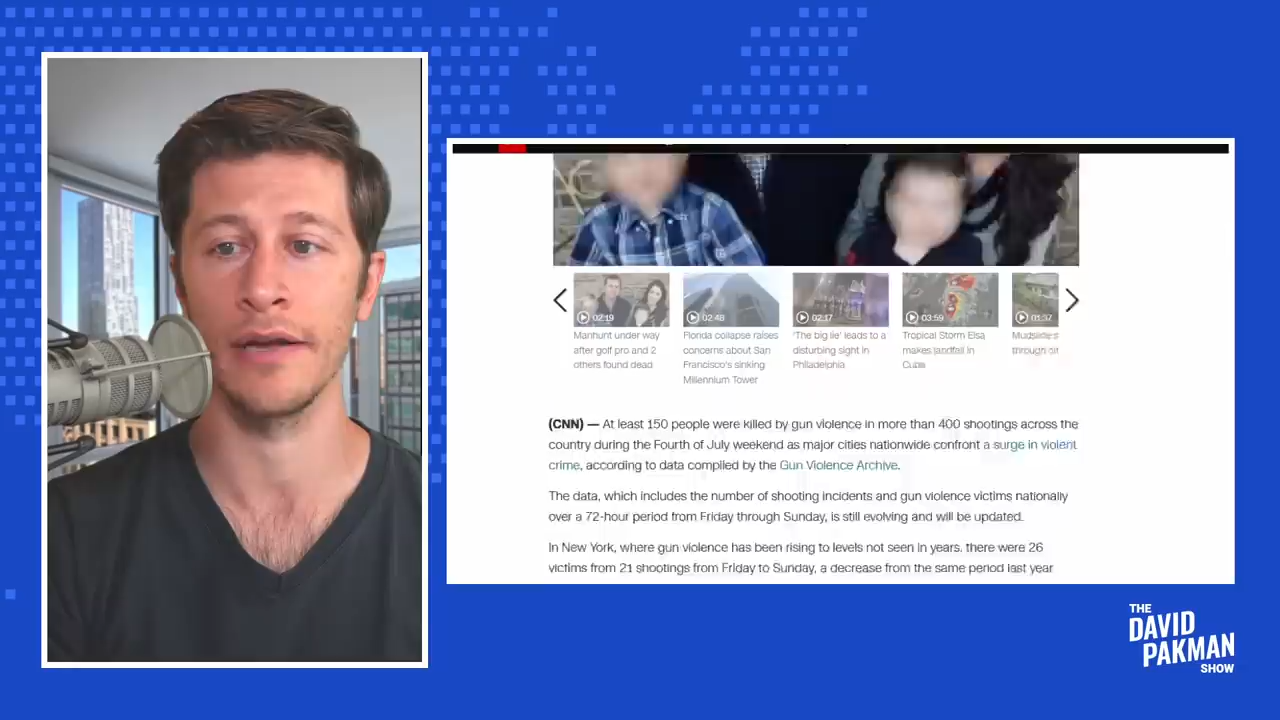 02:19
02:48
02:17
03:59
01:37
Manhunt under way
after golf pro and 2
others found dead
Florida collapse raises
concerns about San
Francisco's sinking
Millennium Tower
'The big lie' leads to a
disturbing sight in
Philadelphia
Tropical Storm Elsa
makes landfall in
Cuba
Mudslide s
through cit
(CNN) — At least 150 people were killed by gun violence in more than 400 shootings across the
country during the Fourth of July weekend as major cities nationwide confront a surge in violent
crime, according to data compiled by the Gun Violence Archive.
The data, which includes the number of shooting incidents and gun violence victims nationally
over a 72-hour period from Friday through Sunday, is still evolving and will be updated.
In New York, where gun violence has been rising to levels not seen in years, there were 26
victims from 21 shootings from Friday to Sunday, a decrease from the same period last year
THE
DAVID
PAKMAN
SHOW